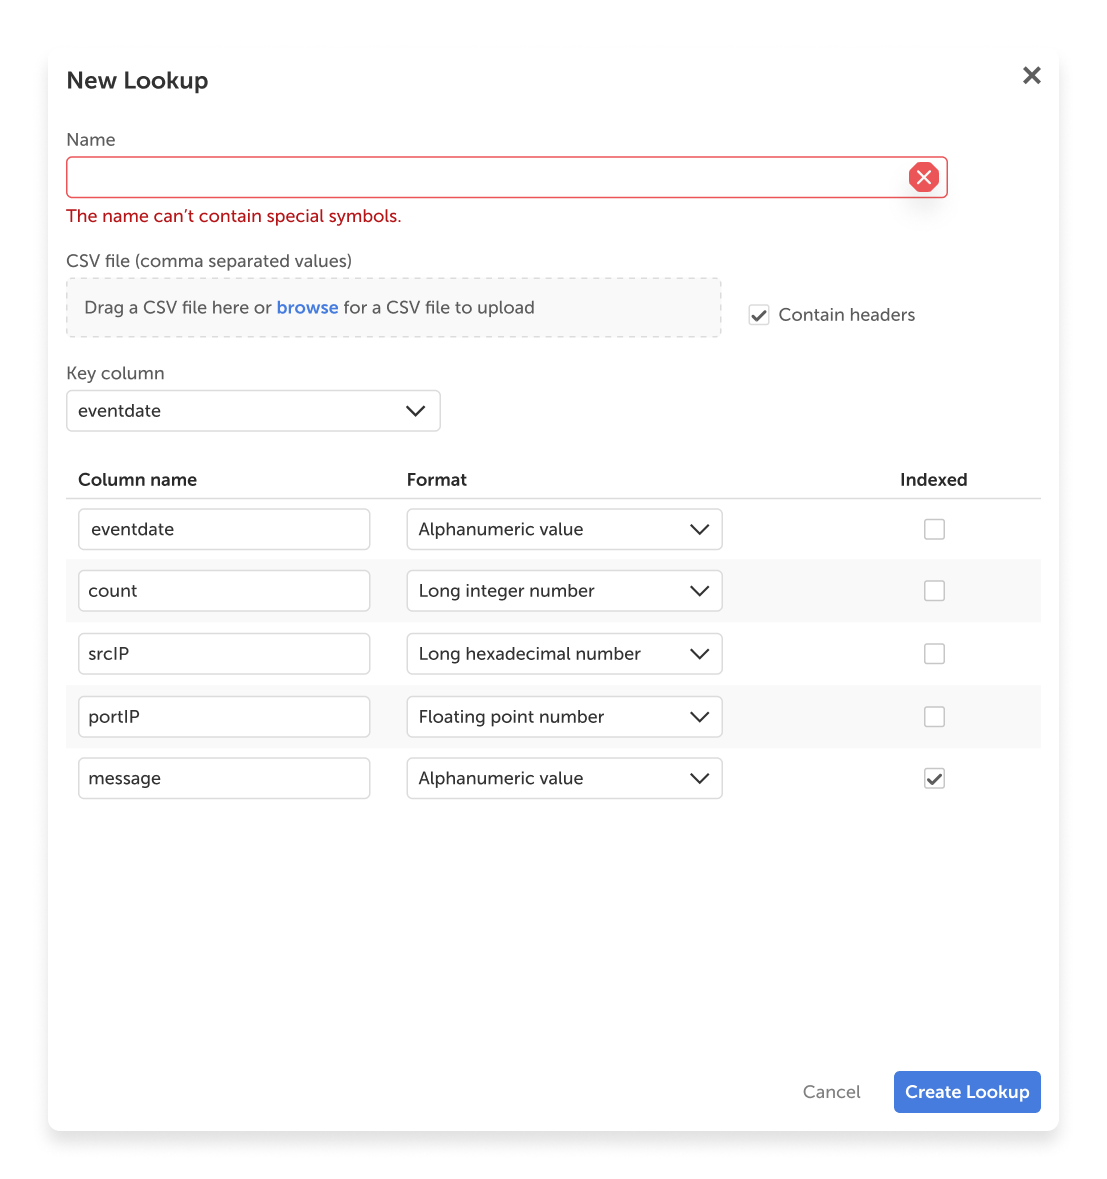 New Lookup
Name
The name can’t contain special symbols.
CSV file (comma separated values)
Drag a CSV file here or browse for a CSV file to upload
Contain headers
Key column
eventdate
Column name Format Indexed
eventdate Alphanumeric value
count Long integer number
srcIP Long hexadecimal number
portIP Floating point number
message Alphanumeric value
Cancel Create Lookup